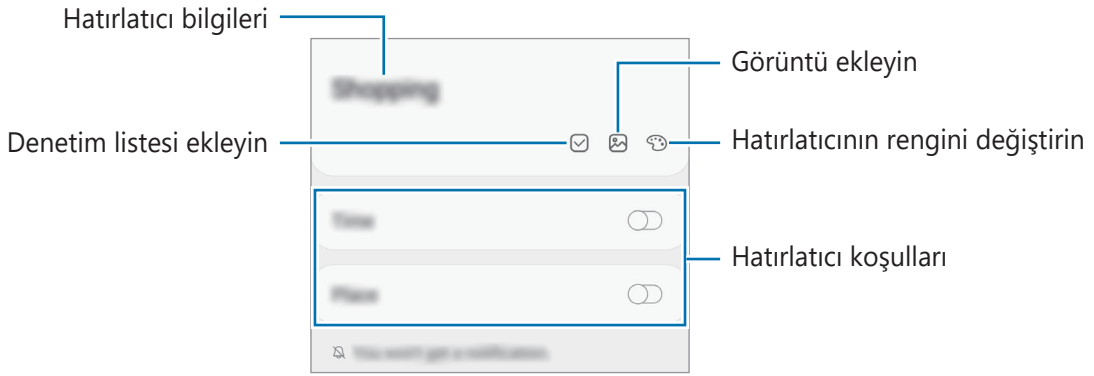 Hatırlatıcı bilgileri
Görüntü ekleyin
Shopping
Denetim listesi ekleyin
Hatırlatıcının rengini değiştirin
Time
Hatırlatıcı koşulları
Place
You won't get a notification.